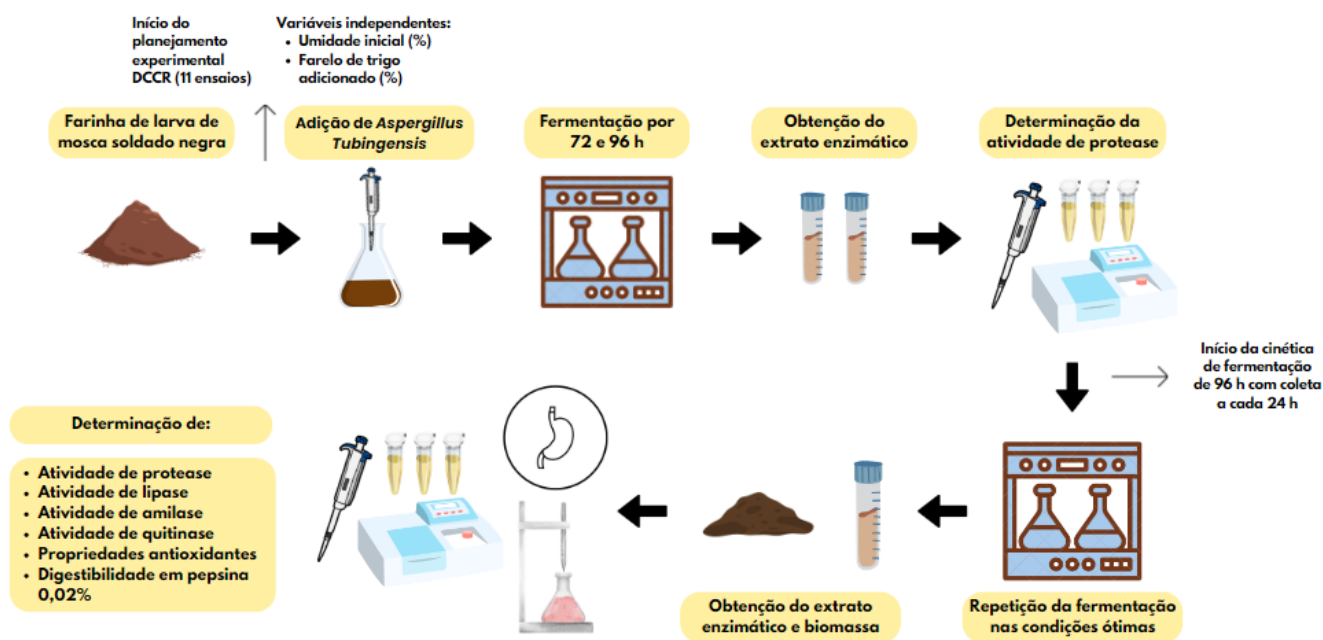 Início do
planejamento
experimental
DCCR (11 ensaios)
Variáveis independentes:
• Umidade inicial (%)
• Farelo de trigo
adicionado (%)
Farinha de larva de
mosca soldado negra
Adição de Aspergillus
Tubingensis
Fermentação por
72 e 96 h
Obtenção do
extrato enzimático
Determinação da
atividade de protease
Início da cinética
de fermentação
de 96 h com coleta
a cada 24 h
Repetição da fermentação
nas condições ótimas
Obtenção do extrato
enzimático e biomassa
Determinação de:
• Atividade de protease
• Atividade de lipase
• Atividade de amilase
• Atividade de quitinase
• Propriedades antioxidantes
• Digestibilidade em pepsina
0,02%